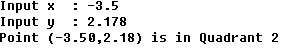 Input x  : -3.5
Input y  : 2.178
Point (-3.50,2.18) is in Quadrant 2